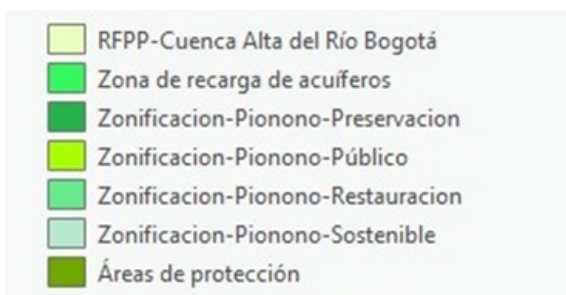 RFPP-Cuenca Alta del Río Bogotá
Zona de recarga de acuíferos
Zonificacion-Pionono-Preservacion
Zonificacion-Pionono-Público
Zonificacion-Pionono-Restauracion
Zonificacion-Pionono-Sostenible
Áreas de protección